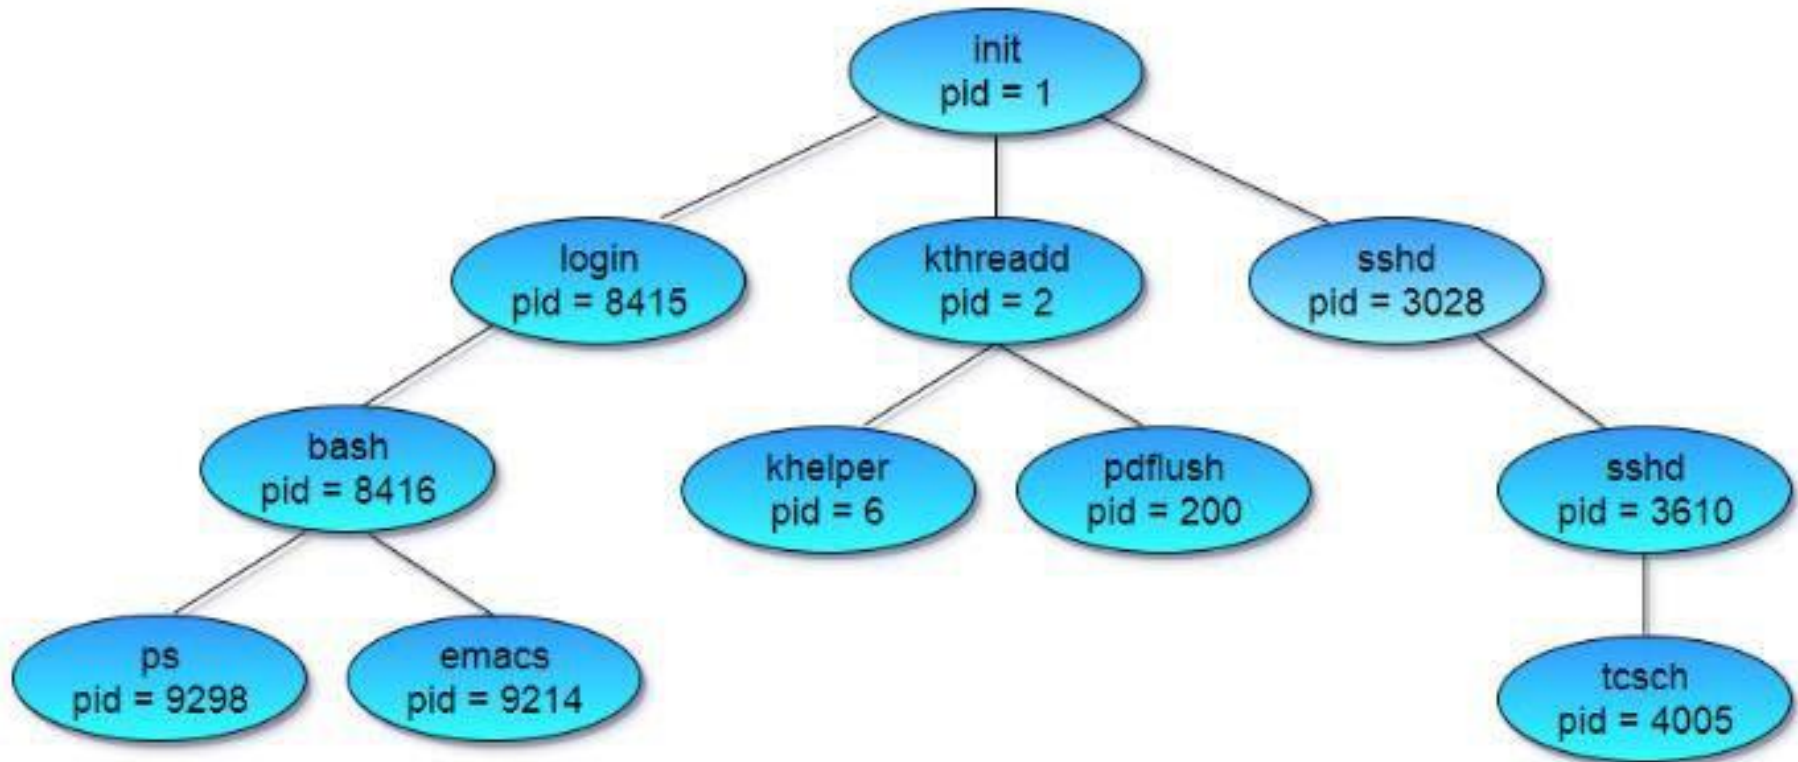 init
pid = 1
login
pid = 8415
kthreadd
pid = 2
sshd
pid = 3028
bash
pid = 8416
khelper
pid = 6
pdflush
pid = 200
sshd
pid = 3610
ps
pid = 9298
emacs
pid = 9214
tcsch
pid = 4005